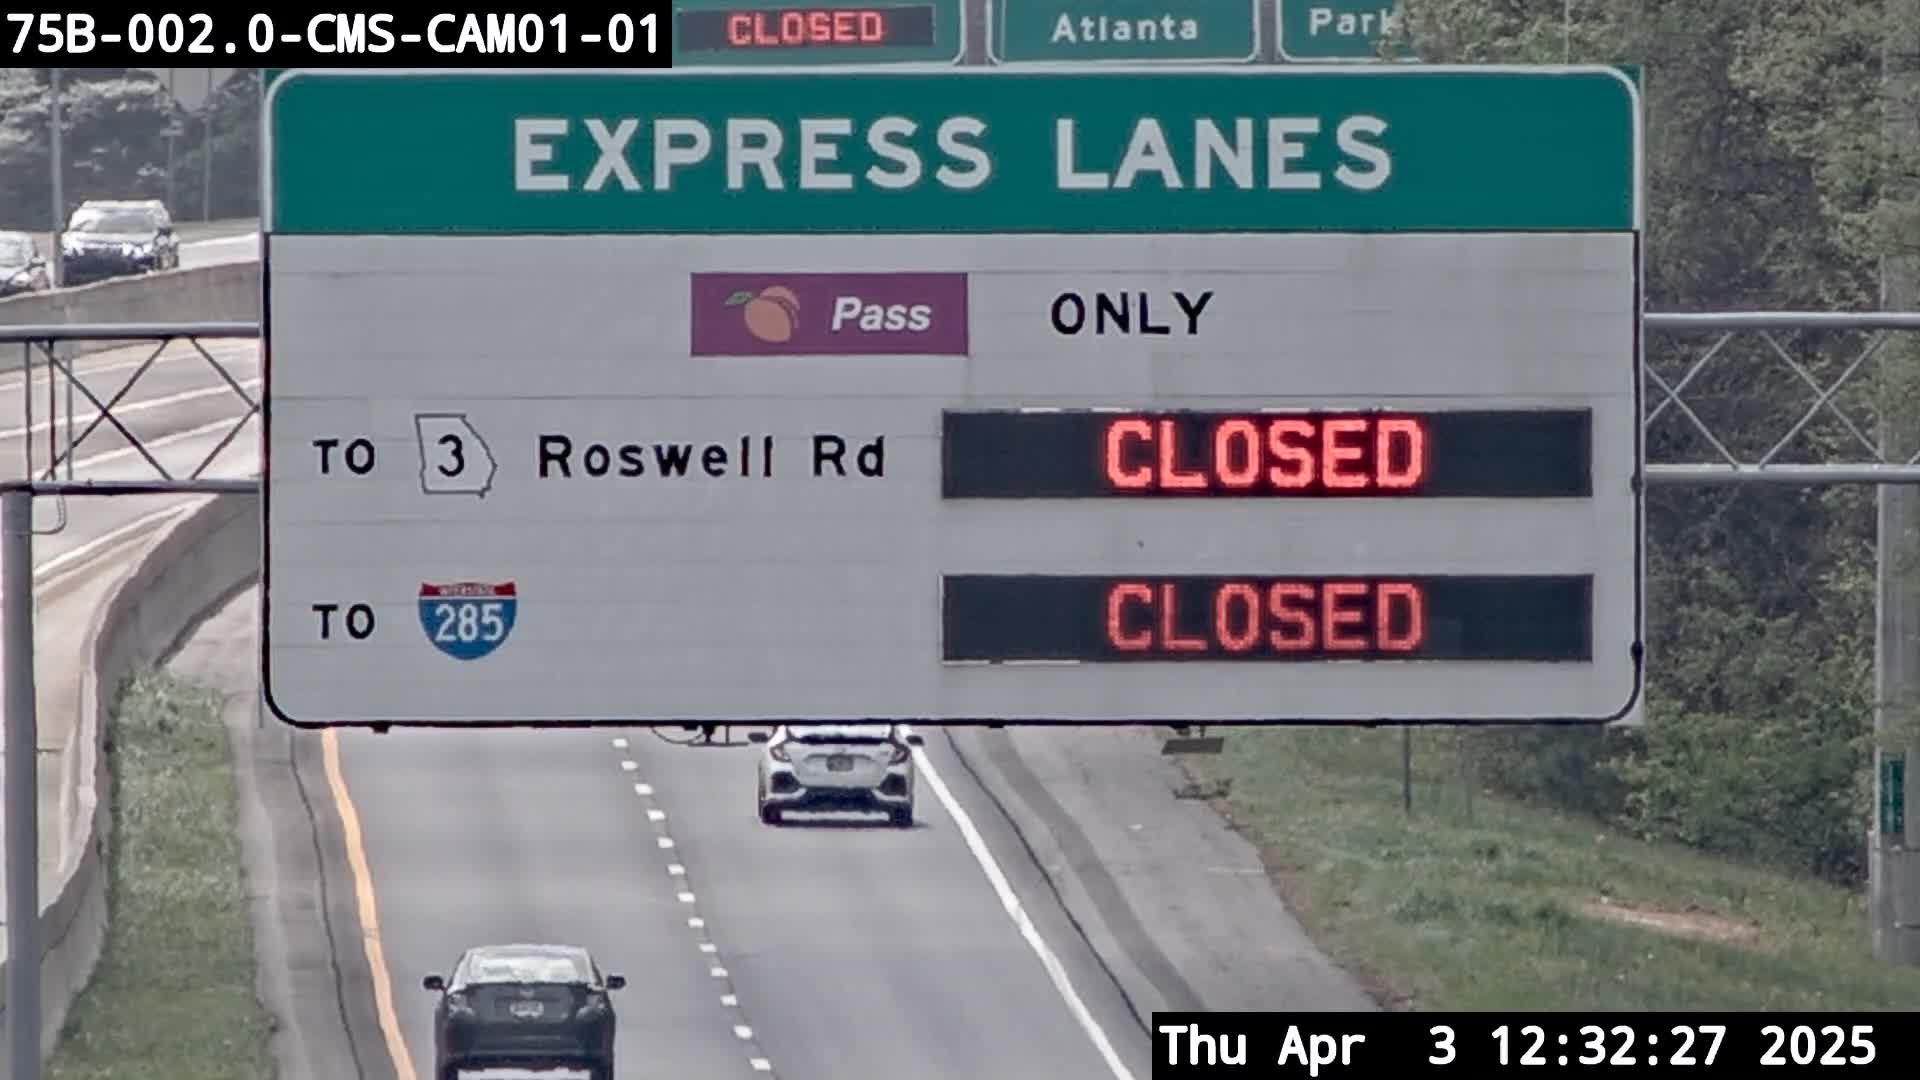 75B-002.0-CMS-CAM01-01
CLOSED
Atlanta
Park
EXPRESS LANES
Pass ONLY
TO 3 Roswell Rd CLOSED
TO INTERSTATE 285 CLOSED
Thu Apr 3 12:32:27 2025